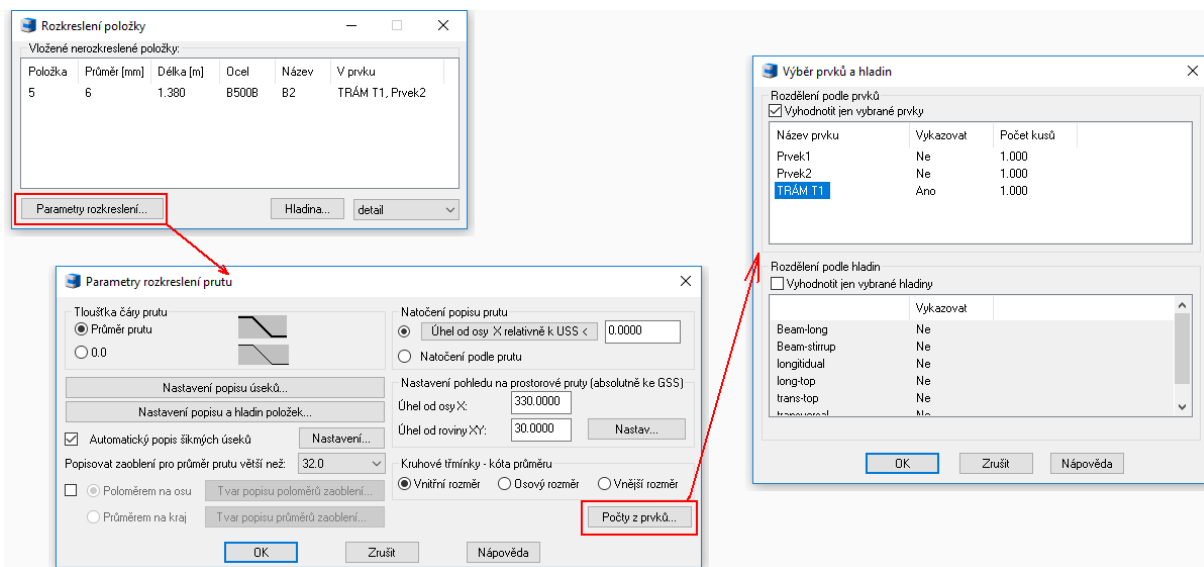 Rozkreslení položky
Vložené nerozkreslené položky:
Položka Průměr [mm] Délka [m] Ocel Název V prvku
5 6 1.380 B500B B2 TRÁM T1, Prvek2
Parametry rozkreslení... Hladina... detail
Parametry rozkreslení prutu
Tloušťka čáry prutu
Průměr prutu
0.0
Nastavení popisu úseků...
Nastavení popisu a hladin položek...
Automatický popis šikmých úseků Nastavení...
Popisovat zaoblení pro průměr prutu větší než: 32.0
Poloměrem na osu Tvar popisu poloměrů zaoblení...
Průměrem na kraj Tvar popisu průměrů zaoblení...
Natočení popisu prutu
Úhel od osy X relativně k USS < 0.0000
Natočení podle prutu
Nastavení pohledu na prostorové pruty (absolutně ke GSS)
Úhel od osy X: 330.0000
Úhel od roviny XY: 30.0000 Nastav...
Kruhové třmínky - kóta průměru
Vnitřní rozměr Osový rozměr Vnější rozměr
Počty z prvků...
OK Zrušit Nápověda
Výběr prvků a hladin
Rozdělení podle prvků
Vyhodnotit jen vybrané prvky
Název prvku Vykazovat Počet kusů
Prvek1 Ne 1.000
Prvek2 Ne 1.000
TRÁM T1 Ano 1.000
Rozdělení podle hladin
Vyhodnotit jen vybrané hladiny
Vykazovat
Beam-long Ne
Beam-stirrup Ne
longitidual Ne
long-top Ne
trans-top Ne
transversal Ne
OK Zrušit Nápověda